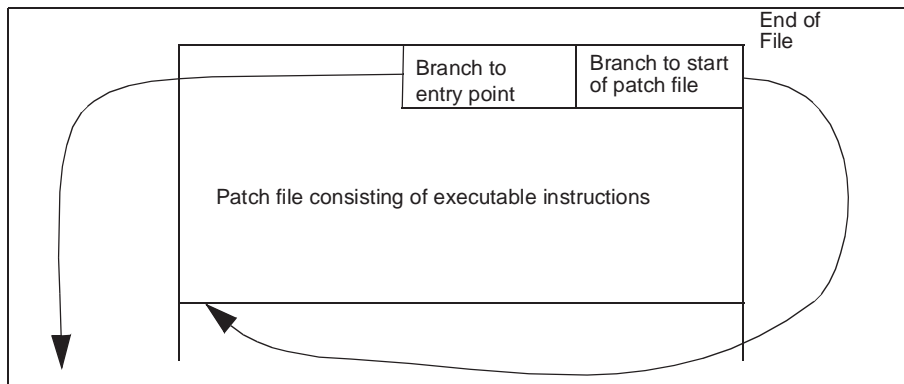 End of
File
Branch to
entry point
Branch to start
of patch file
Patch file consisting of executable instructions